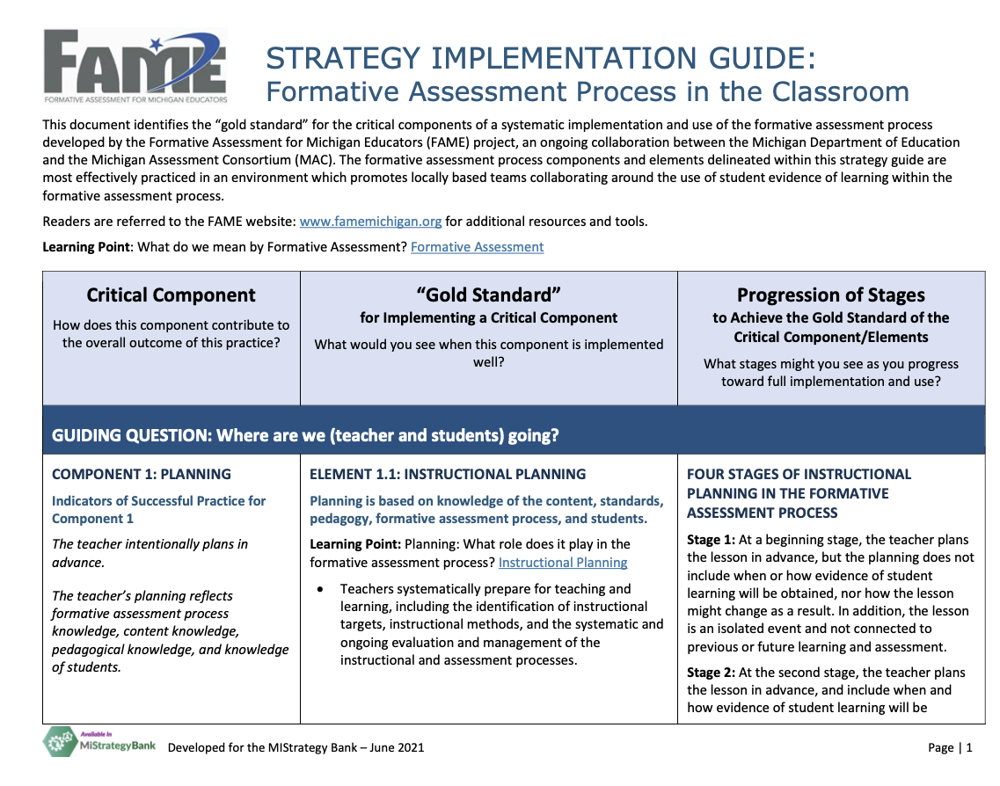 FAME
FORMATIVE ASSESSMENT FOR MICHIGAN EDUCATORS
STRATEGY IMPLEMENTATION GUIDE:
Formative Assessment Process in the Classroom
This document identifies the “gold standard” for the critical components of a systematic implementation and use of the formative assessment process
developed by the Formative Assessment for Michigan Educators (FAME) project, an ongoing collaboration between the Michigan Department of Education
and the Michigan Assessment Consortium (MAC). The formative assessment process components and elements delineated within this strategy guide are
most effectively practiced in an environment which promotes locally based teams collaborating around the use of student evidence of learning within the
formative assessment process.
Readers are referred to the FAME website: www.famemichigan.org for additional resources and tools.
Learning Point: What do we mean by Formative Assessment? Formative Assessment
Critical Component
How does this component contribute to
the overall outcome of this practice?
“Gold Standard”
for Implementing a Critical Component
What would you see when this component is implemented
well?
Progression of Stages
to Achieve the Gold Standard of the
Critical Component/Elements
What stages might you see as you progress
toward full implementation and use?
GUIDING QUESTION: Where are we (teacher and students) going?
COMPONENT 1: PLANNING
Indicators of Successful Practice for
Component 1
The teacher intentionally plans in
advance.
The teacher’s planning reflects
formative assessment process
knowledge, content knowledge,
pedagogical knowledge, and knowledge
of students.
ELEMENT 1.1: INSTRUCTIONAL PLANNING
Planning is based on knowledge of the content, standards,
pedagogy, formative assessment process, and students.
Learning Point: Planning: What role does it play in the
formative assessment process? Instructional Planning
• Teachers systematically prepare for teaching and
learning, including the identification of instructional
targets, instructional methods, and the systematic and
ongoing evaluation and management of the
instructional and assessment processes.
FOUR STAGES OF INSTRUCTIONAL
PLANNING IN THE FORMATIVE
ASSESSMENT PROCESS
Stage 1: At a beginning stage, the teacher plans
the lesson in advance, but the planning does not
include when or how evidence of student
learning will be obtained, nor how the lesson
might change as a result. In addition, the lesson
is an isolated event and not connected to
previous or future learning and assessment.
Stage 2: At the second stage, the teacher plans
the lesson in advance, and include when and
how evidence of student learning will be
Available in
MiStrategyBank
Developed for the MIStrategy Bank – June 2021
Page | 1